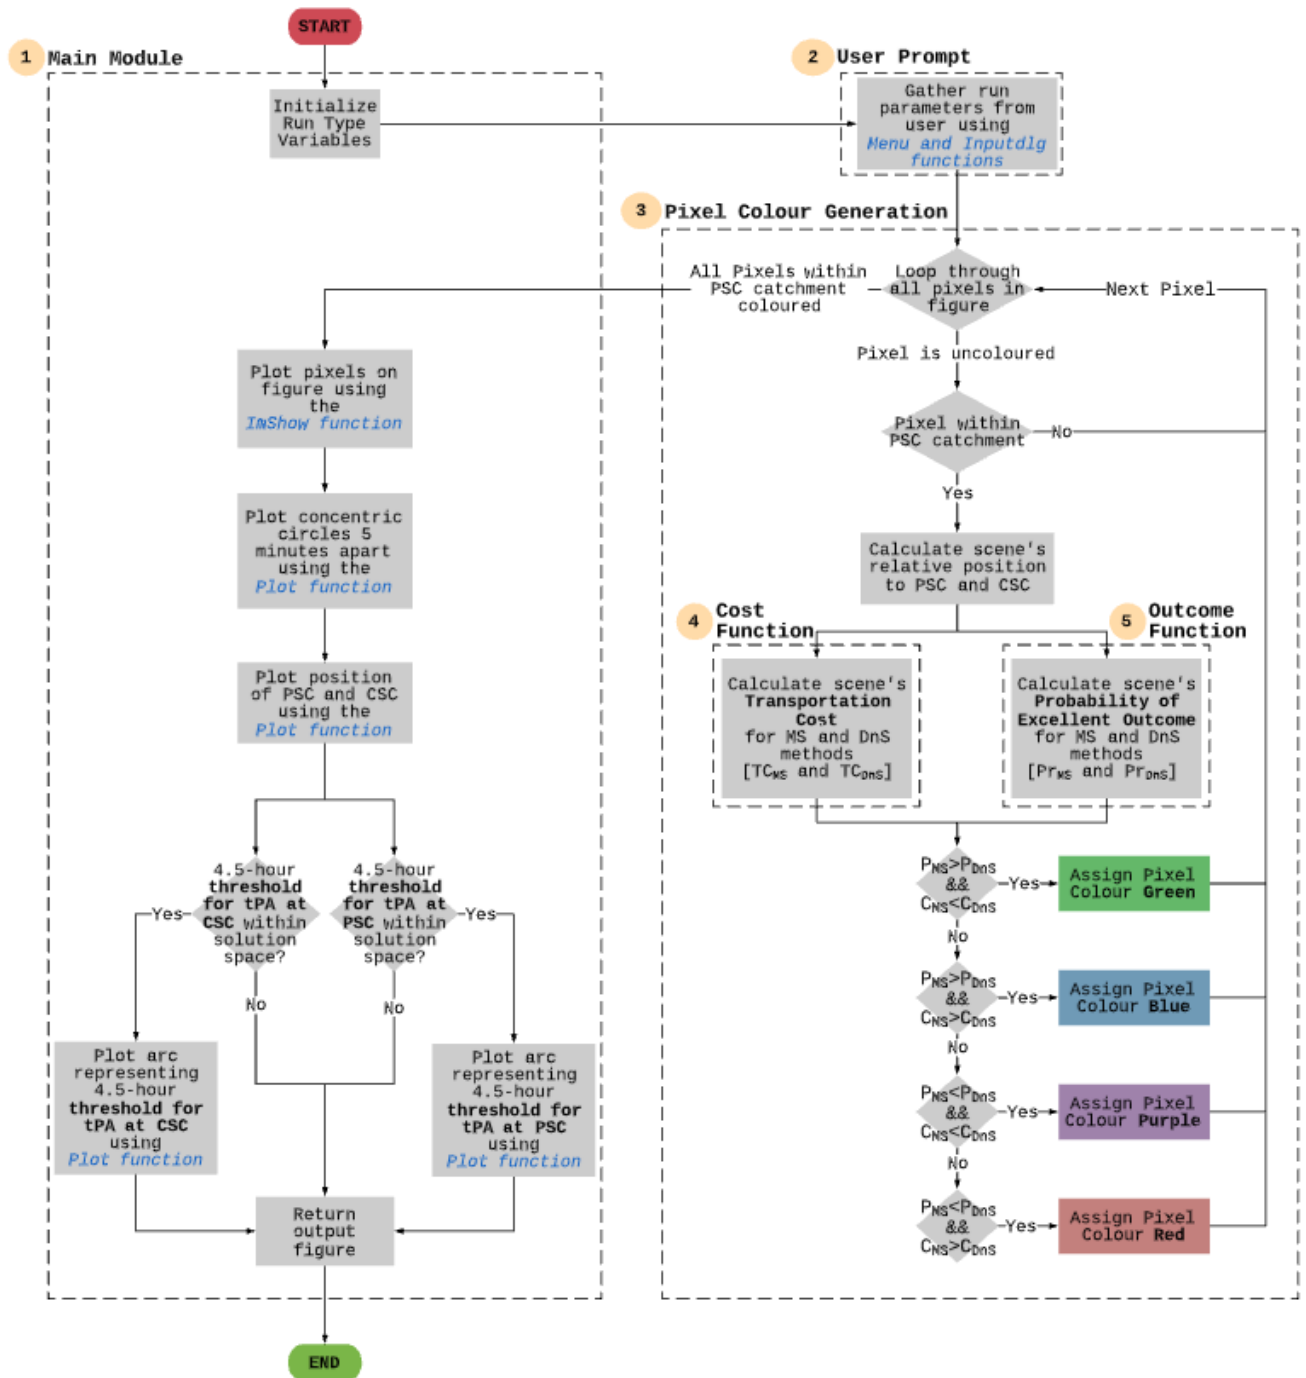 START
1 Main Module
Initialize
Run Type
Variables
2 User Prompt
Gather run
parameters from
user using
Menu and Inputdlg
functions
3 Pixel Colour Generation
Loop through
all pixels in
figure
All Pixels within
PSC catchment
coloured
Next Pixel
Pixel is uncoloured
Pixel within
PSC catchment
No
Yes
Calculate scene's
relative position
to PSC and CSC
4 Cost
Function
Calculate scene's
Transportation
Cost
for MS and DnS
methods
[TCMS and TCDnS]
5 Outcome
Function
Calculate scene's
Probability of
Excellent Outcome
for MS and DnS
methods
[PrMS and PrDnS]
PMS>PDnS
&&
CMS<CDnS
Yes
Assign Pixel
Colour Green
No
PMS>PDnS
&&
CMS>CDnS
Yes
Assign Pixel
Colour Blue
No
PMS<PDnS
&&
CMS<CDnS
Yes
Assign Pixel
Colour Purple
No
PMS<PDnS
&&
CMS>CDnS
Yes
Assign Pixel
Colour Red
Plot pixels on
figure using
the
ImShow function
Plot concentric
circles 5
minutes apart
using the
Plot function
Plot position
of PSC and CSC
using the
Plot function
4.5-hour
threshold
for tPA at
CSC within
solution
space?
Yes
No
4.5-hour
threshold
for tPA at
PSC within
solution
space?
Yes
No
Plot arc
representing
4.5-hour
threshold for
tPA at CSC
using
Plot function
Plot arc
representing
4.5-hour
threshold for
tPA at PSC
using
Plot function
Return
output
figure
END